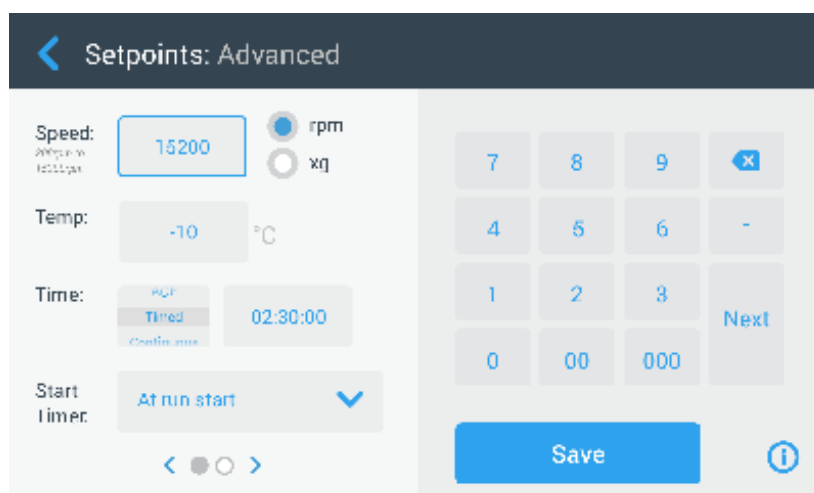 Setpoints: Advanced
Speed:
15200
rpm
xg
Temp:
-10
°C
Time:
Timed
02:30:00
Continuous
Start
Timer:
At run start
7 8 9
4 5 6 -
1 2 3
Next
0 00 000
Save